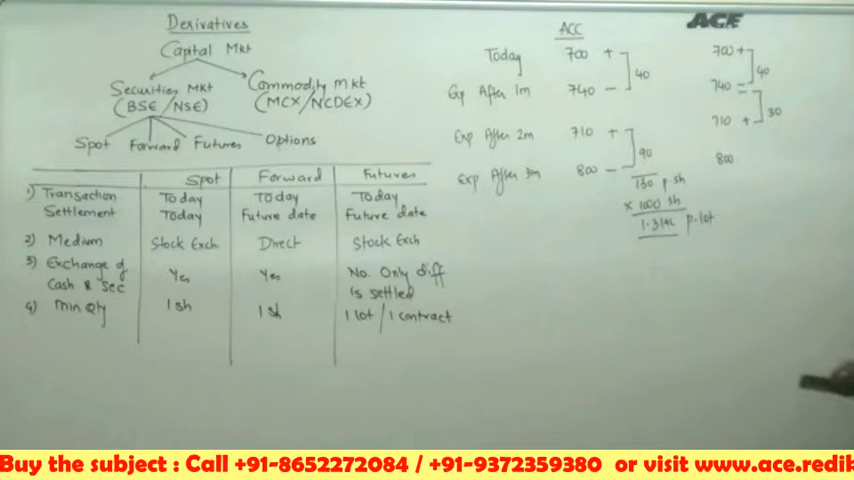 Derivatives
Capital Mkt
Securities Mkt
(BSE / NSE)
Commodity mkt
(MCX/NCDEX)
Spot Forward Futures Options
Spot Forward Futures
1) Transaction Today Today Today
Settlement Today Future date Future date
2) Medium Stock Exch Direct Stock Exch
3) Exchange of Cash & Sec Yes Yes No. Only diff is settled
4) Min Qty 1 sh 1 sh 1 lot / 1 contract
ACC ACE
Today 700 + 700 +
40 40
Exp After 1m 740 - 740 =
30
Exp After 2m 710 + 710 +
90
Exp After 3m 800 - 800
130 p.sh
x 1000 sh
1.3 lac p.lot
Buy the subject : Call +91-8652272084 / +91-9372359380 or visit www.ace.redik